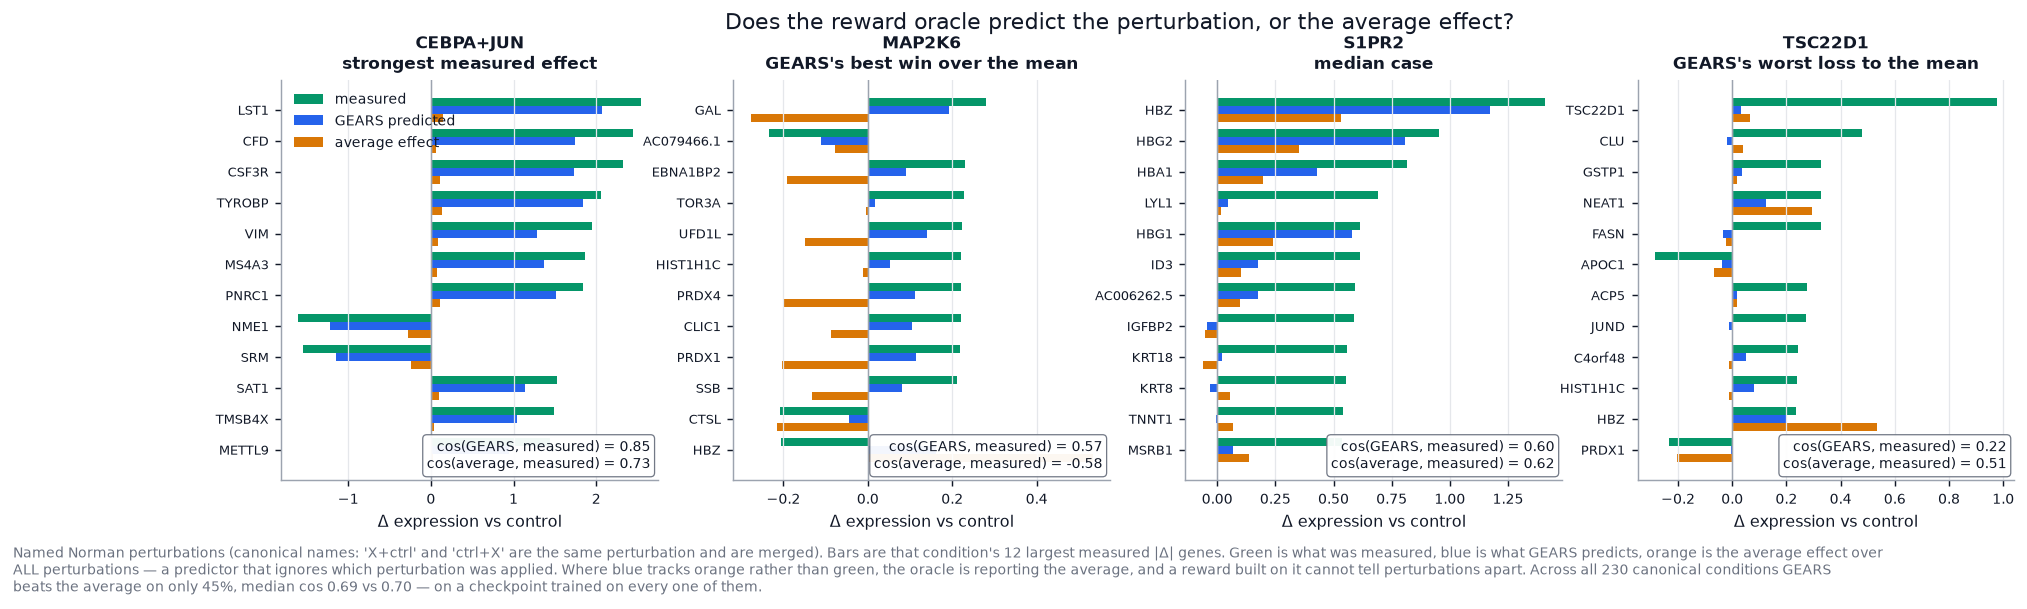 Does the reward oracle predict the perturbation, or the average effect?
CEBPA+JUN
strongest measured effect
measured
GEARS predicted
average effect
LST1
CFD
CSF3R
TYROBP
VIM
MS4A3
PNRC1
NME1
SRM
SAT1
TMSB4X
METTL9
cos(GEARS, measured) = 0.85
cos(average, measured) = 0.73
−1 0 1 2
Δ expression vs control
MAP2K6
GEARS's best win over the mean
GAL
AC079466.1
EBNA1BP2
TOR3A
UFD1L
HIST1H1C
PRDX4
CLIC1
PRDX1
SSB
CTSL
HBZ
cos(GEARS, measured) = 0.57
cos(average, measured) = -0.58
−0.2 0.0 0.2 0.4
Δ expression vs control
S1PR2
median case
HBZ
HBG2
HBA1
LYL1
HBG1
ID3
AC006262.5
IGFBP2
KRT18
KRT8
TNNT1
MSRB1
cos(GEARS, measured) = 0.60
cos(average, measured) = 0.62
0.00 0.25 0.50 0.75 1.00 1.25
Δ expression vs control
TSC22D1
GEARS's worst loss to the mean
TSC22D1
CLU
GSTP1
NEAT1
FASN
APOC1
ACP5
JUND
C4orf48
HIST1H1C
HBZ
PRDX1
cos(GEARS, measured) = 0.22
cos(average, measured) = 0.51
−0.2 0.0 0.2 0.4 0.6 0.8 1.0
Δ expression vs control
Named Norman perturbations (canonical names: 'X+ctrl' and 'ctrl+X' are the same perturbation and are merged). Bars are that condition's 12 largest measured |Δ| genes. Green is what was measured, blue is what GEARS predicts, orange is the average effect over
ALL perturbations — a predictor that ignores which perturbation was applied. Where blue tracks orange rather than green, the oracle is reporting the average, and a reward built on it cannot tell perturbations apart. Across all 230 canonical conditions GEARS
beats the average on only 45%, median cos 0.69 vs 0.70 — on a checkpoint trained on every one of them.